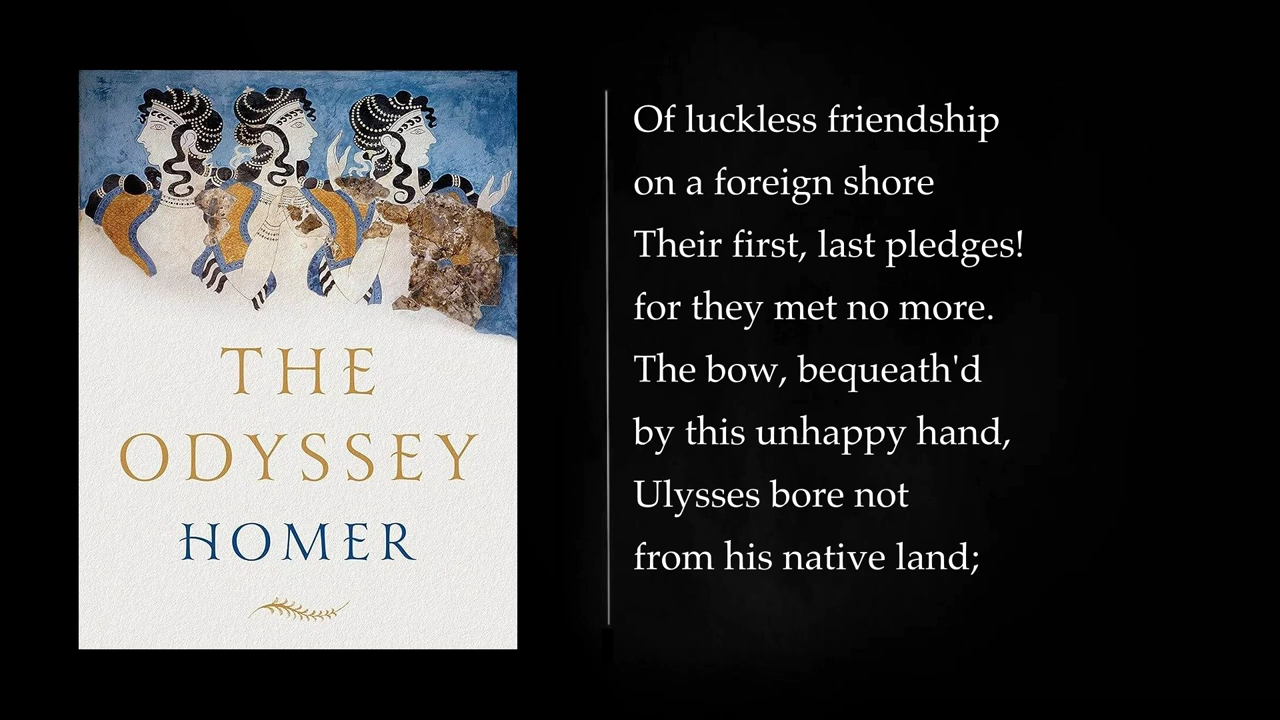 THE
ODYSSEY
HOMER
Of luckless friendship
on a foreign shore
Their first, last pledges!
for they met no more.
The bow, bequeath'd
by this unhappy hand,
Ulysses bore not
from his native land;